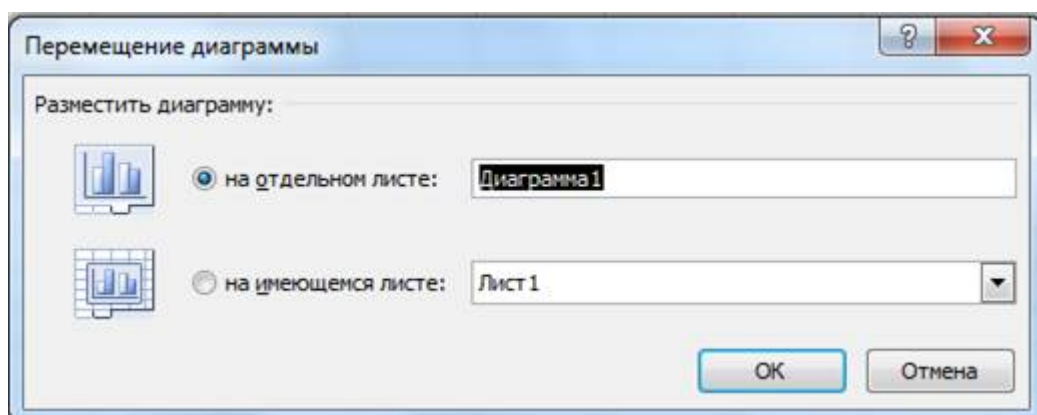 Перемещение диаграммы
Разместить диаграмму:
на отдельном листе: Диаграмма1
на имеющемся листе: Лист1
ОК Отмена